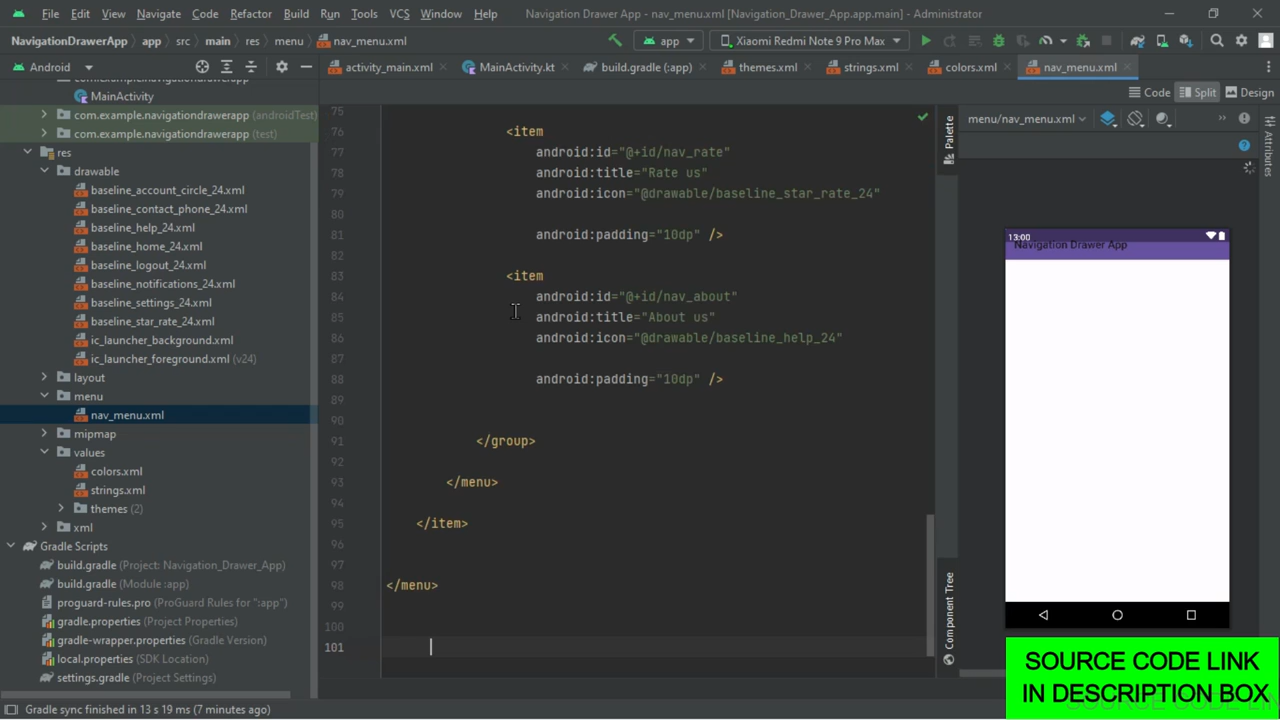 File Edit View Navigate Code Refactor Build Run Tools VCS Window Help Navigation Drawer App - nav_menu.xml [Navigation_Drawer_App.app.main] - Administrator
NavigationDrawerApp app src main res menu nav_menu.xml app Xiaomi Redmi Note 9 Pro Max
Android activity_main.xml MainActivity.kt build.gradle (:app) themes.xml strings.xml colors.xml nav_menu.xml
Code Split Design
MainActivity
com.example.navigationdrawerapp (androidTest)
com.example.navigationdrawerapp (test)
res
drawable
baseline_account_circle_24.xml
baseline_contact_phone_24.xml
baseline_help_24.xml
baseline_home_24.xml
baseline_logout_24.xml
baseline_notifications_24.xml
baseline_settings_24.xml
baseline_star_rate_24.xml
ic_launcher_background.xml
ic_launcher_foreground.xml (v24)
layout
menu
nav_menu.xml
mipmap
values
colors.xml
strings.xml
themes (2)
xml
Gradle Scripts
build.gradle (Project: Navigation_Drawer_App)
build.gradle (Module :app)
proguard-rules.pro (ProGuard Rules for ":app")
gradle.properties (Project Properties)
gradle-wrapper.properties (Gradle Version)
local.properties (SDK Location)
settings.gradle (Project Settings)
75
76 <item
77 android:id="@+id/nav_rate"
78 android:title="Rate us"
79 android:icon="@drawable/baseline_star_rate_24"
80
81 android:padding="10dp" />
82
83 <item
84 android:id="@+id/nav_about"
85 android:title="About us"
86 android:icon="@drawable/baseline_help_24"
87
88 android:padding="10dp" />
89
90
91 </group>
92
93 </menu>
94
95 </item>
96
97
98 </menu>
99
100
101
Palette
Component Tree
menu/nav_menu.xml
Attributes
13:00
Navigation Drawer App
SOURCE CODE LINK
IN DESCRIPTION BOX
Gradle sync finished in 13 s 19 ms (7 minutes ago)